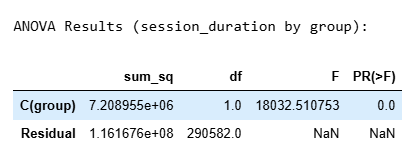 ANOVA Results (session_duration by group):
sum_sq df F PR(>F)
C(group) 7.208955e+06 1.0 18032.510753 0.0
Residual 1.161676e+08 290582.0 NaN NaN